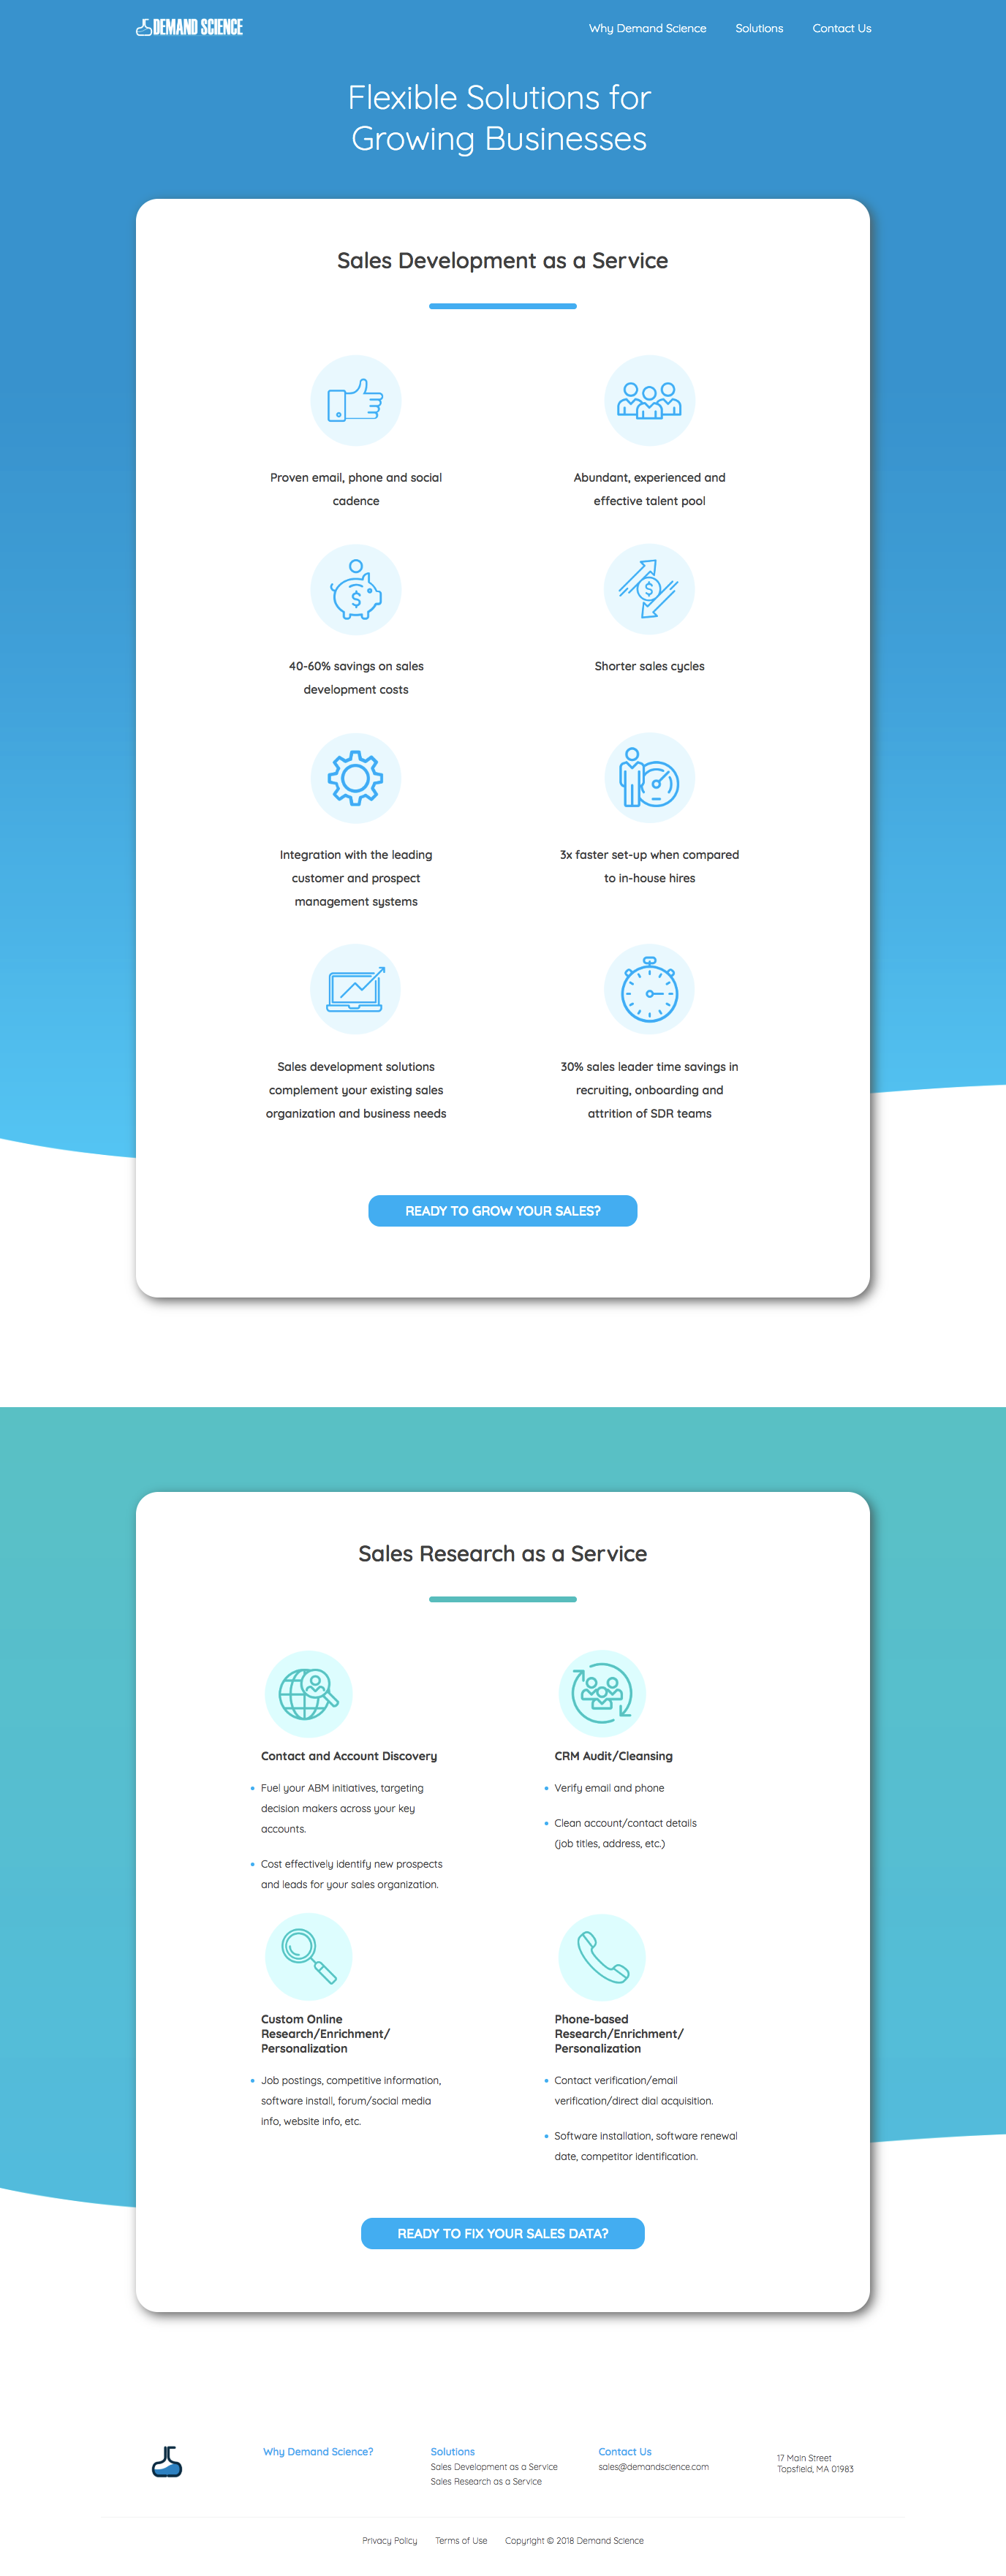 DEMAND SCIENCE
Why Demand Science
Solutions
Contact Us
Flexible Solutions for
Growing Businesses
Sales Development as a Service
Proven email, phone and social
cadence
Abundant, experienced and
effective talent pool
$
40-60% savings on sales
development costs
$
Shorter sales cycles
Integration with the leading
customer and prospect
management systems
3x faster set-up when compared
to in-house hires
Sales development solutions
complement your existing sales
organization and business needs
30% sales leader time savings in
recruiting, onboarding and
attrition of SDR teams
READY TO GROW YOUR SALES?
Sales Research as a Service
Contact and Account Discovery
• Fuel your ABM initiatives, targeting
decision makers across your key
accounts.
• Cost effectively identify new prospects
and leads for your sales organization.
CRM Audit/Cleansing
• Verify email and phone
• Clean account/contact details
(job titles, address, etc.)
Custom Online
Research/Enrichment/
Personalization
• Job postings, competitive information,
software install, forum/social media
info, website info, etc.
Phone-based
Research/Enrichment/
Personalization
• Contact verification/email
verification/direct dial acquisition.
• Software installation, software renewal
date, competitor identification.
READY TO FIX YOUR SALES DATA?
Why Demand Science?
Solutions
Sales Development as a Service
Sales Research as a Service
Contact Us
sales@demandscience.com
17 Main Street
Topsfield, MA 01983
Privacy Policy
Terms of Use
Copyright © 2018 Demand Science